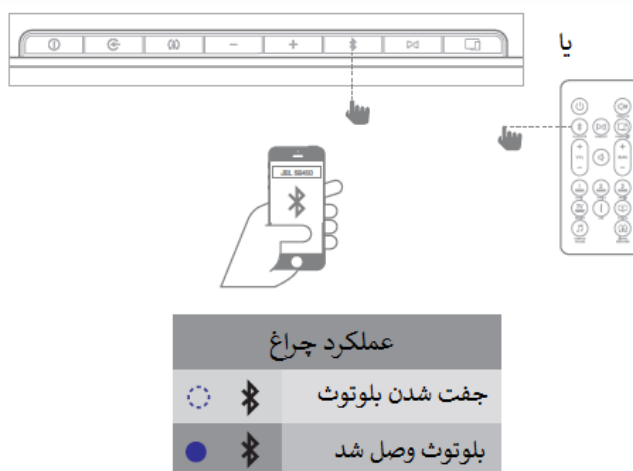 یا
JBL SB450
عملکرد چراغ
جفت شدن بلوتوث
بلوتوث وصل شد